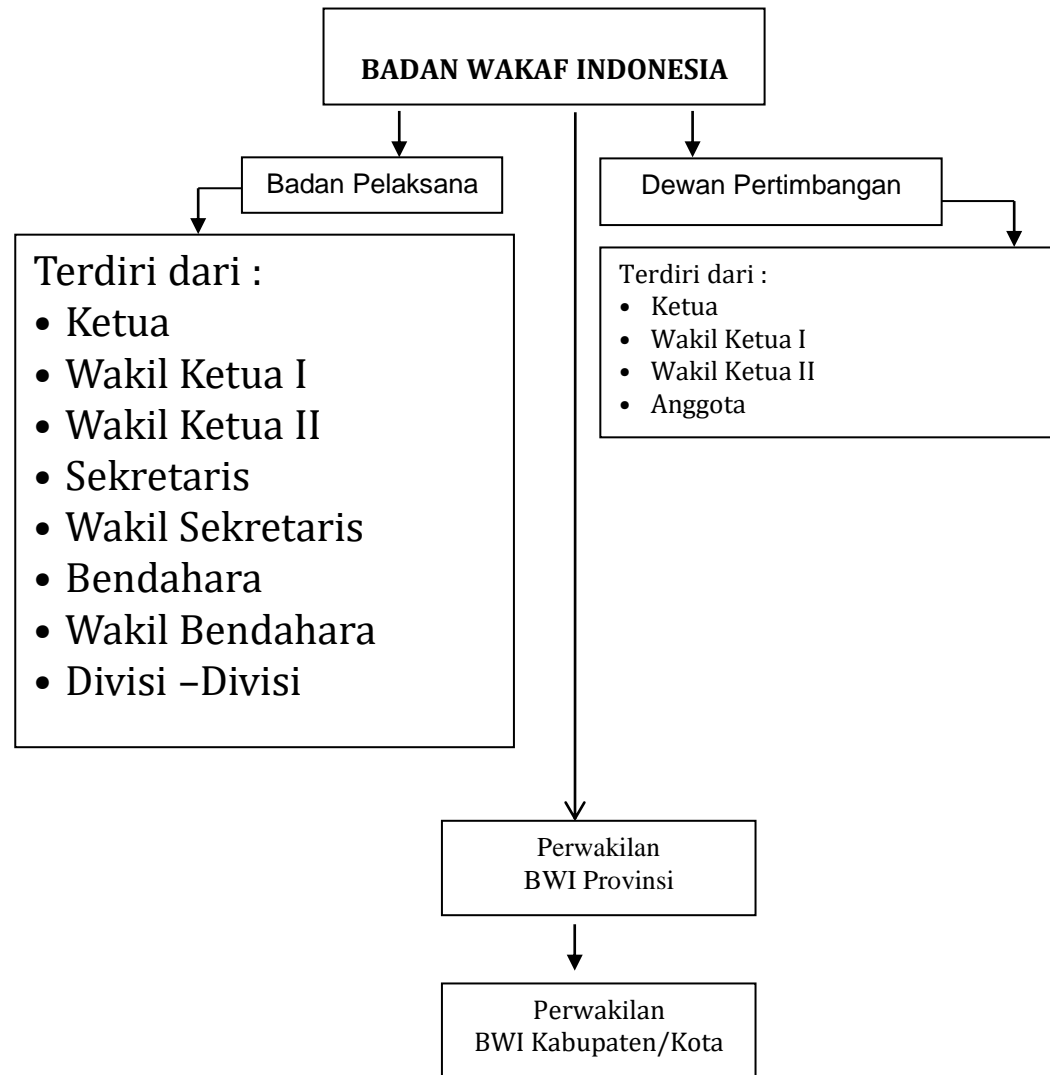 BADAN WAKAF INDONESIA
Badan Pelaksana
Dewan Pertimbangan
Terdiri dari :
• Ketua
• Wakil Ketua I
• Wakil Ketua II
• Sekretaris
• Wakil Sekretaris
• Bendahara
• Wakil Bendahara
• Divisi –Divisi
Terdiri dari :
• Ketua
• Wakil Ketua I
• Wakil Ketua II
• Anggota
Perwakilan
BWI Provinsi
Perwakilan
BWI Kabupaten/Kota